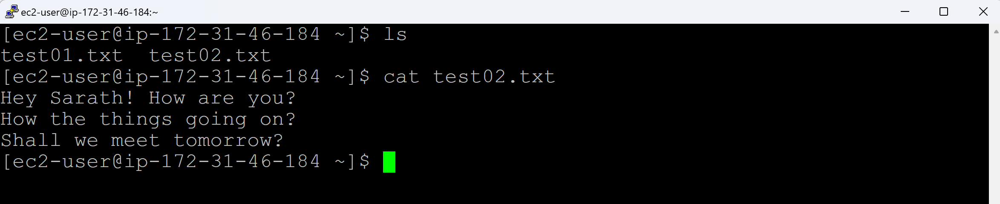 ec2-user@ip-172-31-46-184:~
[ec2-user@ip-172-31-46-184 ~]$ ls
test01.txt  test02.txt
[ec2-user@ip-172-31-46-184 ~]$ cat test02.txt
Hey Sarath! How are you?
How the things going on?
Shall we meet tomorrow?
[ec2-user@ip-172-31-46-184 ~]$